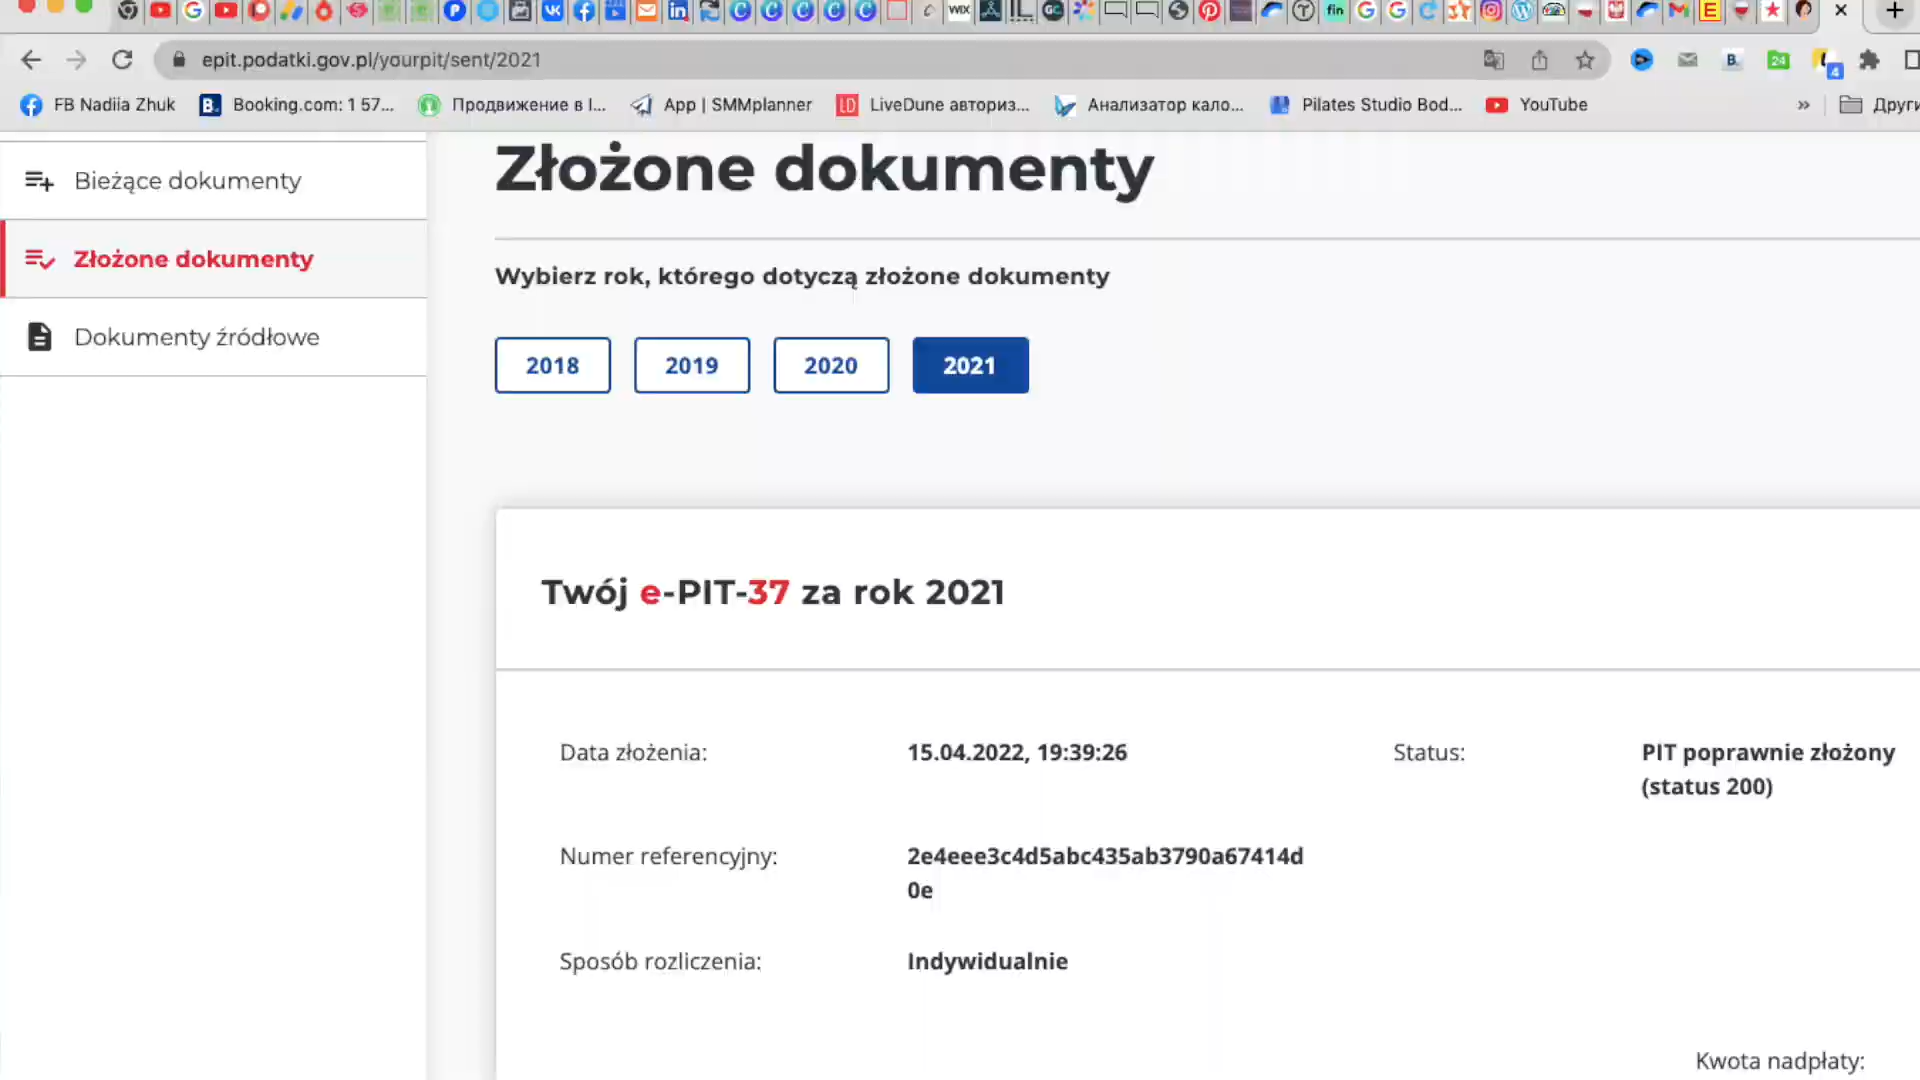 epit.podatki.gov.pl/yourpit/sent/2021
FB Nadiia Zhuk
Booking.com: 1 57...
Продвижение в I...
App | SMMplanner
LiveDune авториз...
Анализатор кало...
Pilates Studio Bod...
YouTube
»
Други
Bieżące dokumenty
Złożone dokumenty
Dokumenty źródłowe
Złożone dokumenty
Wybierz rok, którego dotyczą złożone dokumenty
2018 2019 2020 2021
Twój e-PIT-37 za rok 2021
Data złożenia: 15.04.2022, 19:39:26 Status: PIT poprawnie złożony
(status 200)
Numer referencyjny: 2e4eee3c4d5abc435ab3790a67414d
0e
Sposób rozliczenia: Indywidualnie
Kwota nadpłaty: